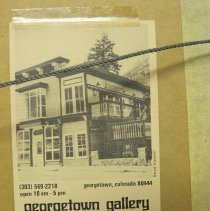 (303) 569-2218
georgetown, colorado 80444
open 10 am - 5 pm
georgetown gallery